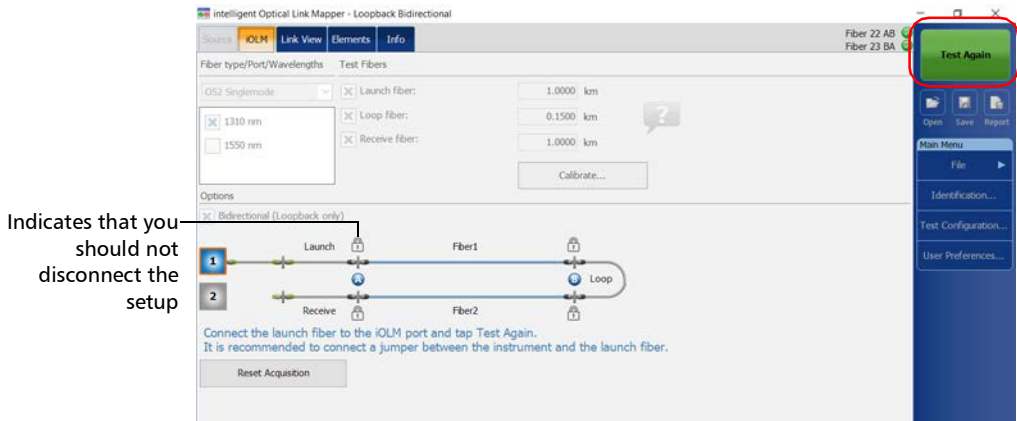 intelligent Optical Link Mapper - Loopback Bidirectional
Source iOLM Link View Elements Info
Fiber 22 AB
Fiber 23 BA
Test Again
Fiber type/Port/Wavelengths Test Fibers
OS2 Singlemode
Launch fiber: 1.0000 km
1310 nm
Loop fiber: 0.1500 km
?
1550 nm
Receive fiber: 1.0000 km
Calibrate...
Open Save Report
Main Menu
File
Identification...
Test Configuration...
User Preferences...
Options
Bidirectional (Loopback only)
Indicates that you
should not
disconnect the
setup
Launch Fiber1
1
A B Loop
2
Receive Fiber2
Connect the launch fiber to the iOLM port and tap Test Again.
It is recommended to connect a jumper between the instrument and the launch fiber.
Reset Acquisition